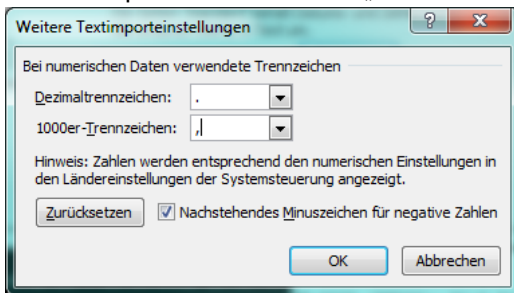 Weitere Textimporteinstellungen
Bei numerischen Daten verwendete Trennzeichen
Dezimaltrennzeichen: .
1000er-Trennzeichen: ,
Hinweis: Zahlen werden entsprechend den numerischen Einstellungen in
den Ländereinstellungen der Systemsteuerung angezeigt.
Zurücksetzen Nachstehendes Minuszeichen für negative Zahlen
OK Abbrechen